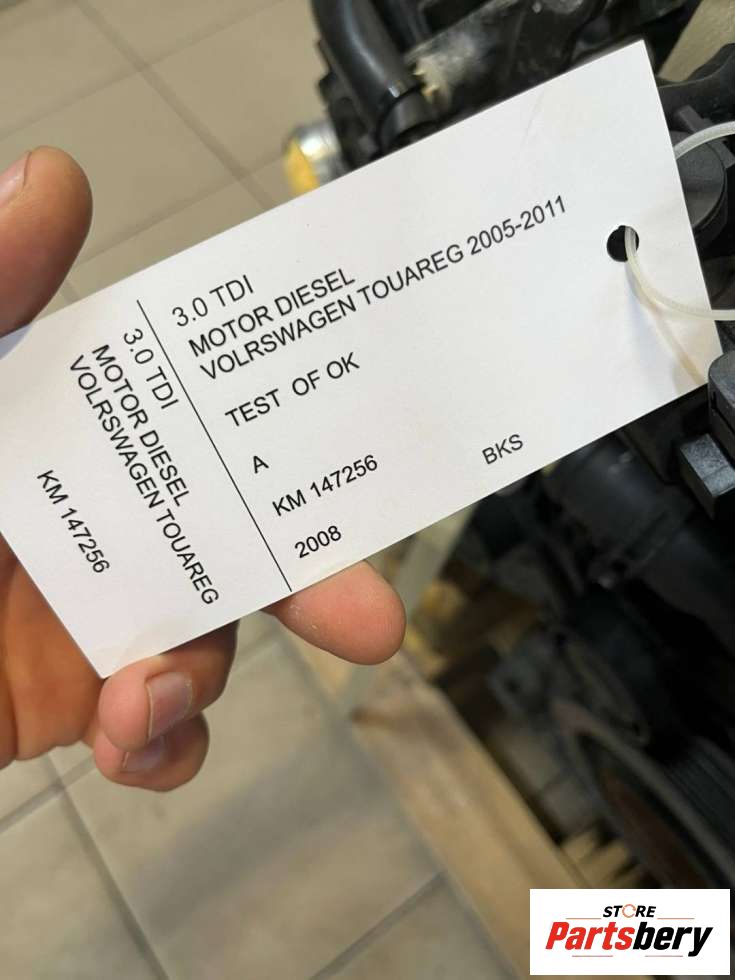 3.0 TDI
MOTOR DIESEL
VOLRSWAGEN TOUAREG 2005-2011
TEST OF OK
A
KM 147256
BKS
2008
3.0 TDI
MOTOR DIESEL
VOLRSWAGEN TOUAREG
KM 147256
STORE
Partsbery